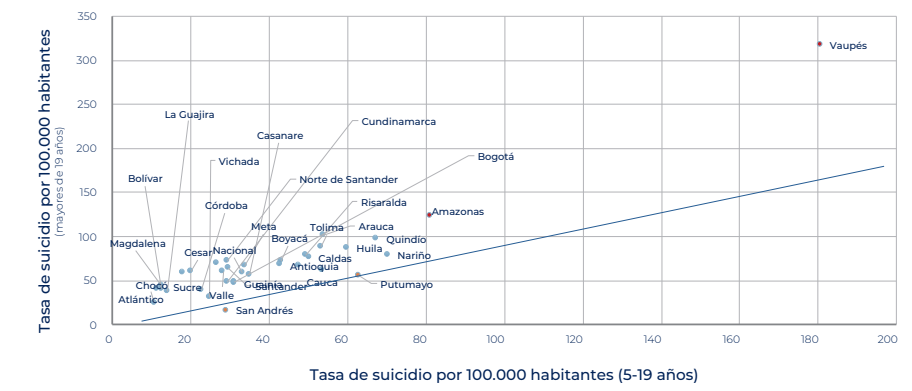 350
300
250
200
150
100
50
0
Tasa de suicidio por 100.000 habitantes
(mayores de 19 años)
Vaupés
La Guajira
Cundinamarca
Casanare
Vichada
Bogotá
Bolívar
Norte de Santander
Córdoba
Risaralda
Amazonas
Meta
Tolima
Arauca
Magdalena
Boyacá
Quindío
Cesar
Nacional
Huila
Nariño
Caldas
Antioquia
Chocó
Sucre
Guainía
Santander
Cauca
Putumayo
Atlántico
Valle
San Andrés
0
20
40
60
80
100
120
140
160
180
200
Tasa de suicidio por 100.000 habitantes (5-19 años)